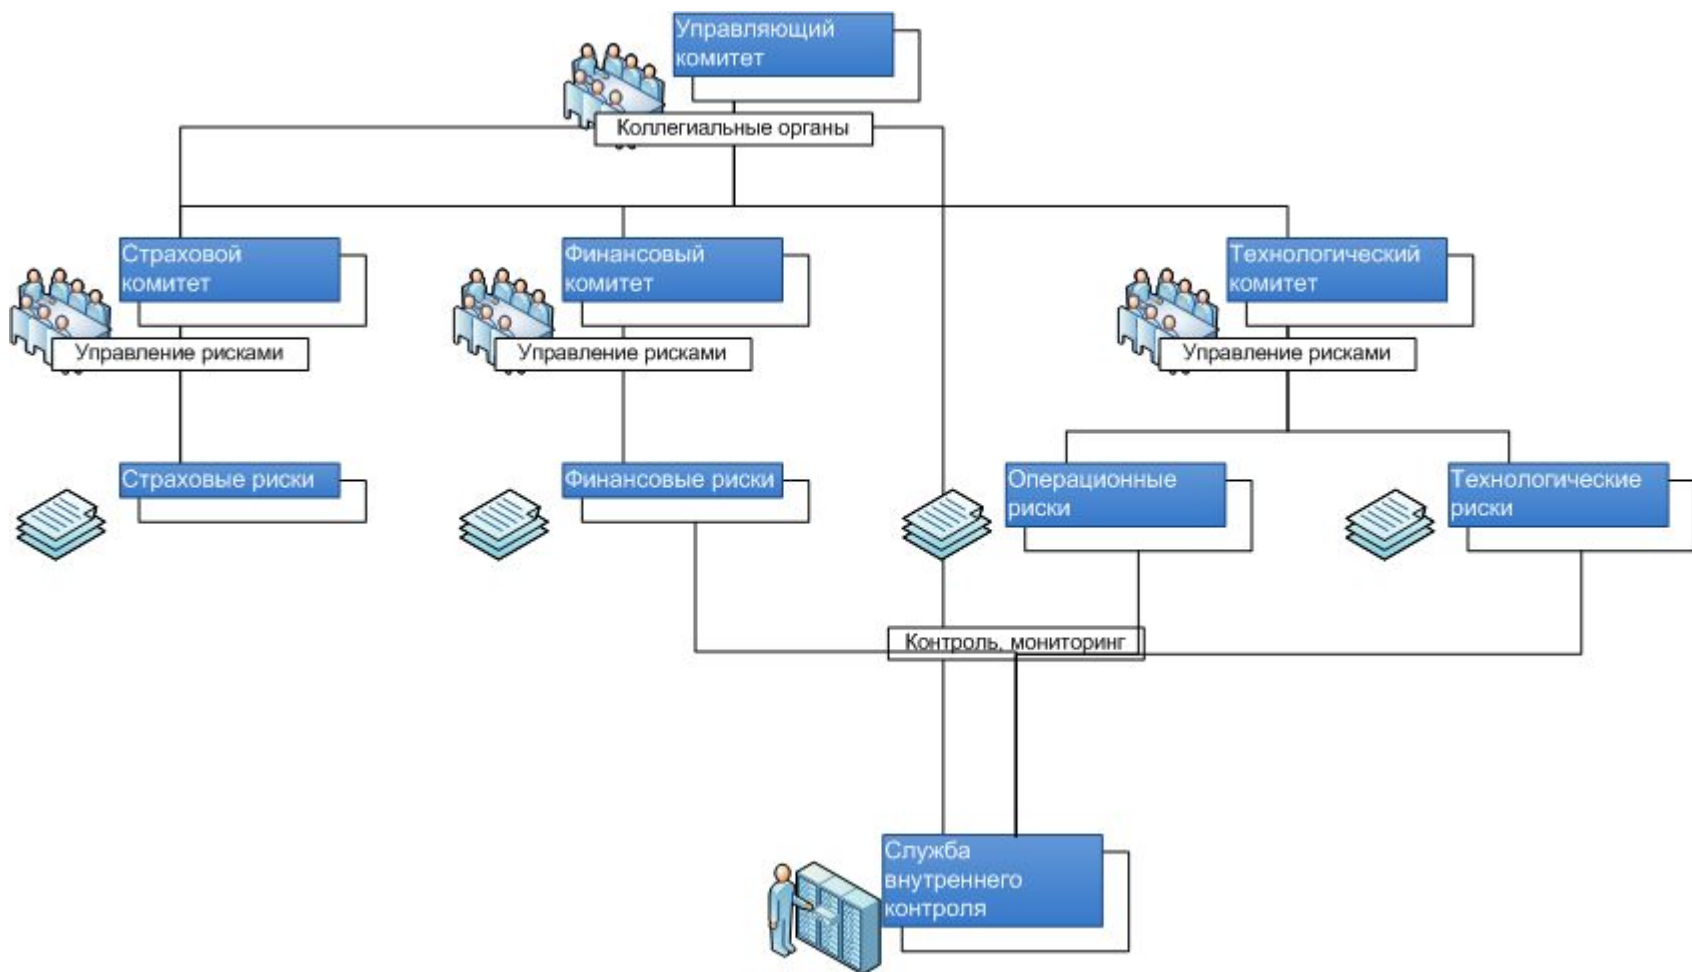 Управляющий
комитет
Коллегиальные органы
Страховой
комитет
Финансовый
комитет
Технологический
комитет
Управление рисками
Управление рисками
Управление рисками
Страховые риски
Финансовые риски
Операционные
риски
Технологические
риски
Контроль, мониторинг
Служба
внутреннего
контроля